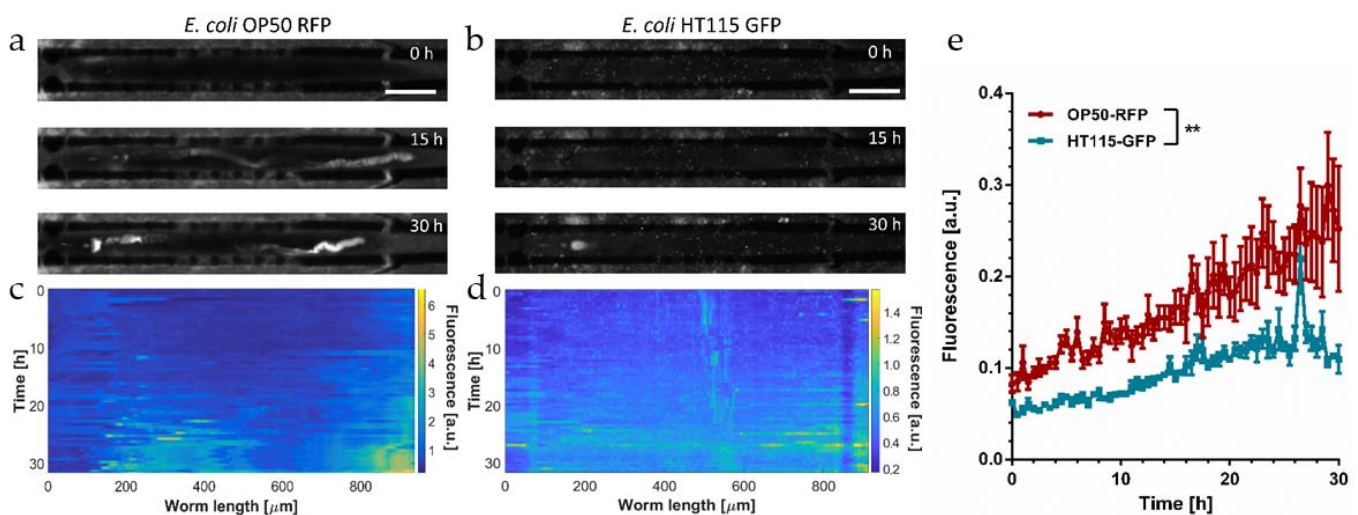 a
E. coli OP50 RFP
0 h
15 h
30 h
b
E. coli HT115 GFP
0 h
15 h
30 h
c
0
10
20
30
Time [h]
0 200 400 600 800
Worm length [μm]
6
5
4
3
2
1
Fluorescence [a.u.]
d
0
10
20
30
Time [h]
0 200 400 600 800
Worm length [μm]
1.4
1.2
1.0
0.8
0.6
0.4
0.2
Fluorescence [a.u.]
e
OP50-RFP
HT115-GFP
**
0.4
0.3
0.2
0.1
0.0
Fluorescence [a.u.]
0 10 20 30
Time [h]